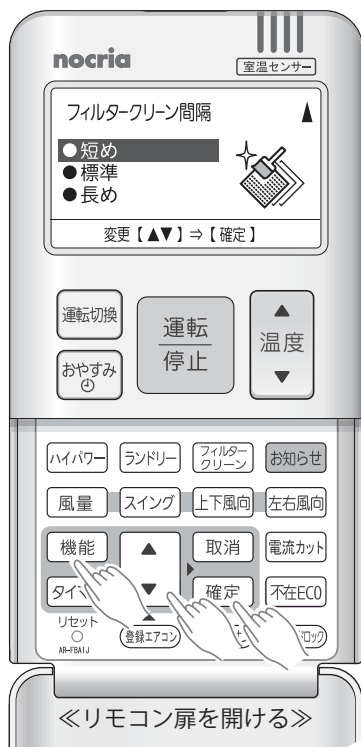 nocria
室温センサー
フィルタークリーン間隔 ▲
●短め
●標準
●長め
変更【▲▼】⇒【確定】
運転切換
運転
停止
▲
温度
▼
おやすみ
ハイパワー ランドリー フィルター
クリーン お知らせ
風量 スイング 上下風向 左右風向
機能 ▲ 取消 電流カット
▼ 確定 不在ECO
リセット
登録エアコン
AR-FBA1J
≪リモコン扉を開ける≫